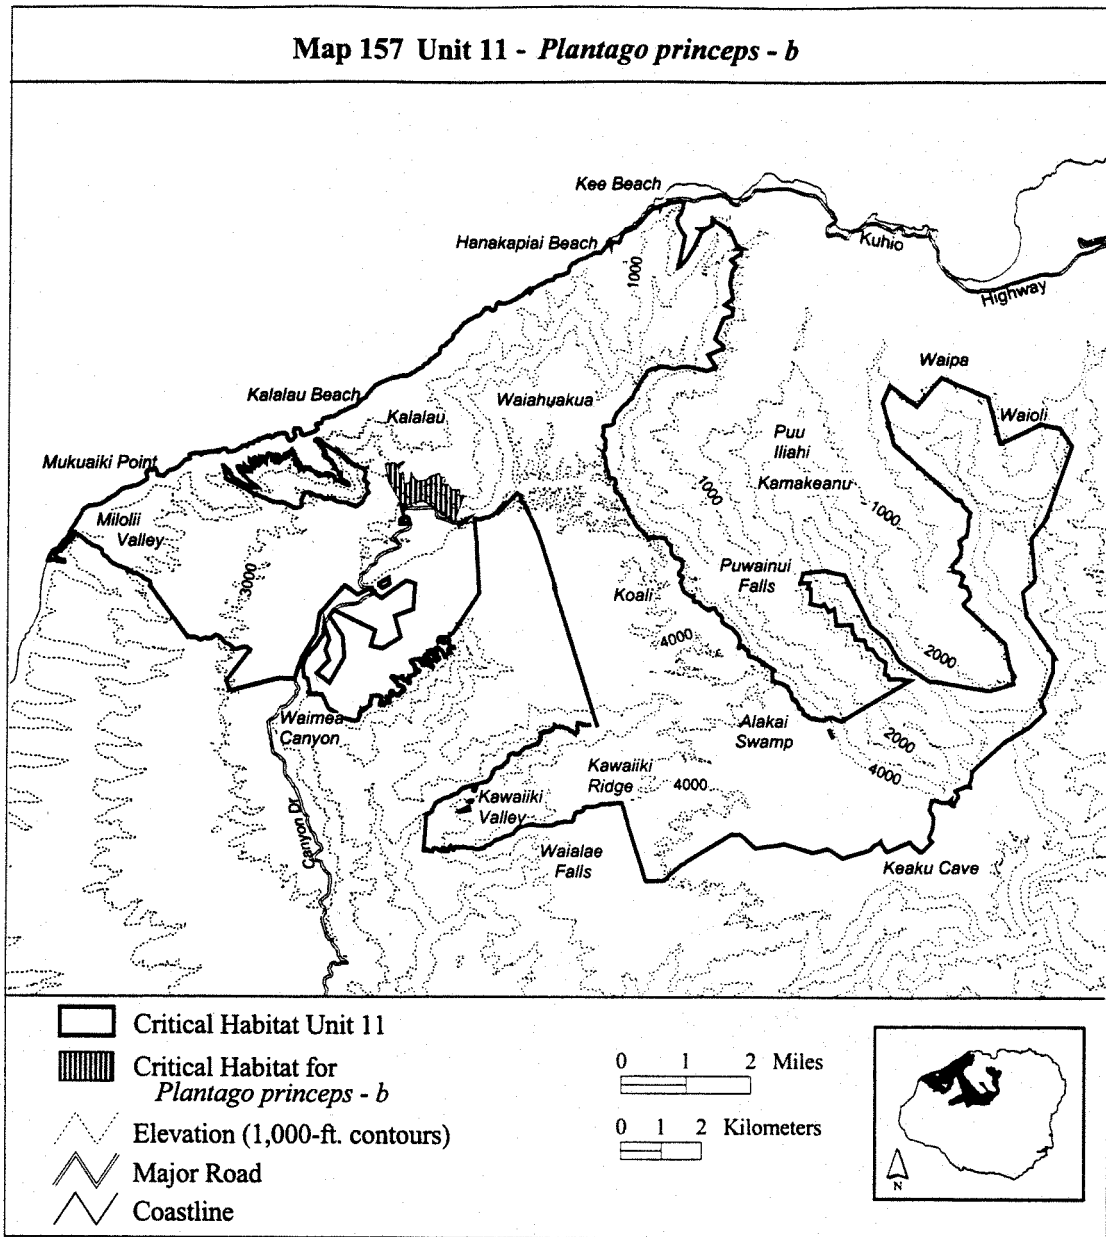 Map 157 Unit 11 - Plantago princeps - b
Kee Beach
Hanakapiai Beach
Kuhio
Highway
1000
Waipa
Kalalau Beach
Waiahuakua
Kalalau
Waioli
Puu
Iliahi
Mukuaiki Point
Kamakeanu
1000
1000
Milolii
Valley
Puwainui
Falls
3000
Koali
4000
2000
Waimea
Canyon
Alakai
Swamp
2000
Kawaiiki
Ridge
4000
4000
Kawaiiki
Valley
Canyon Dr
Waialae
Falls
Keaku Cave
Critical Habitat Unit 11
Critical Habitat for
Plantago princeps - b
Elevation (1,000-ft. contours)
Major Road
Coastline
0 1 2 Miles
0 1 2 Kilometers
N